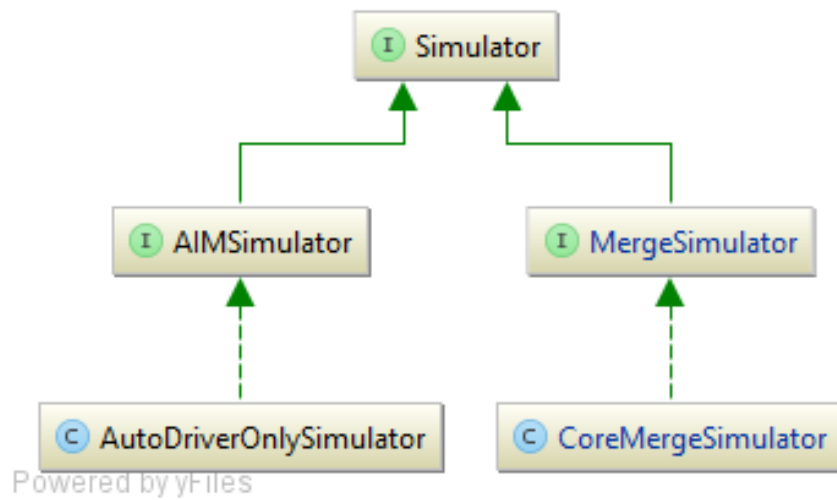 I Simulator
I AIMSimulator
I MergeSimulator
C AutoDriverOnlySimulator
C CoreMergeSimulator
Powered by yFiles